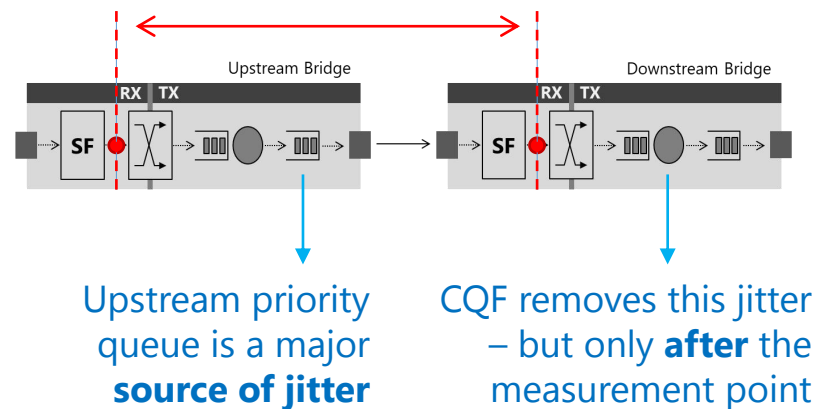 Upstream Bridge
Downstream Bridge
RX TX
RX TX
SF
SF
Upstream priority
queue is a major
source of jitter
CQF removes this jitter
– but only after the
measurement point